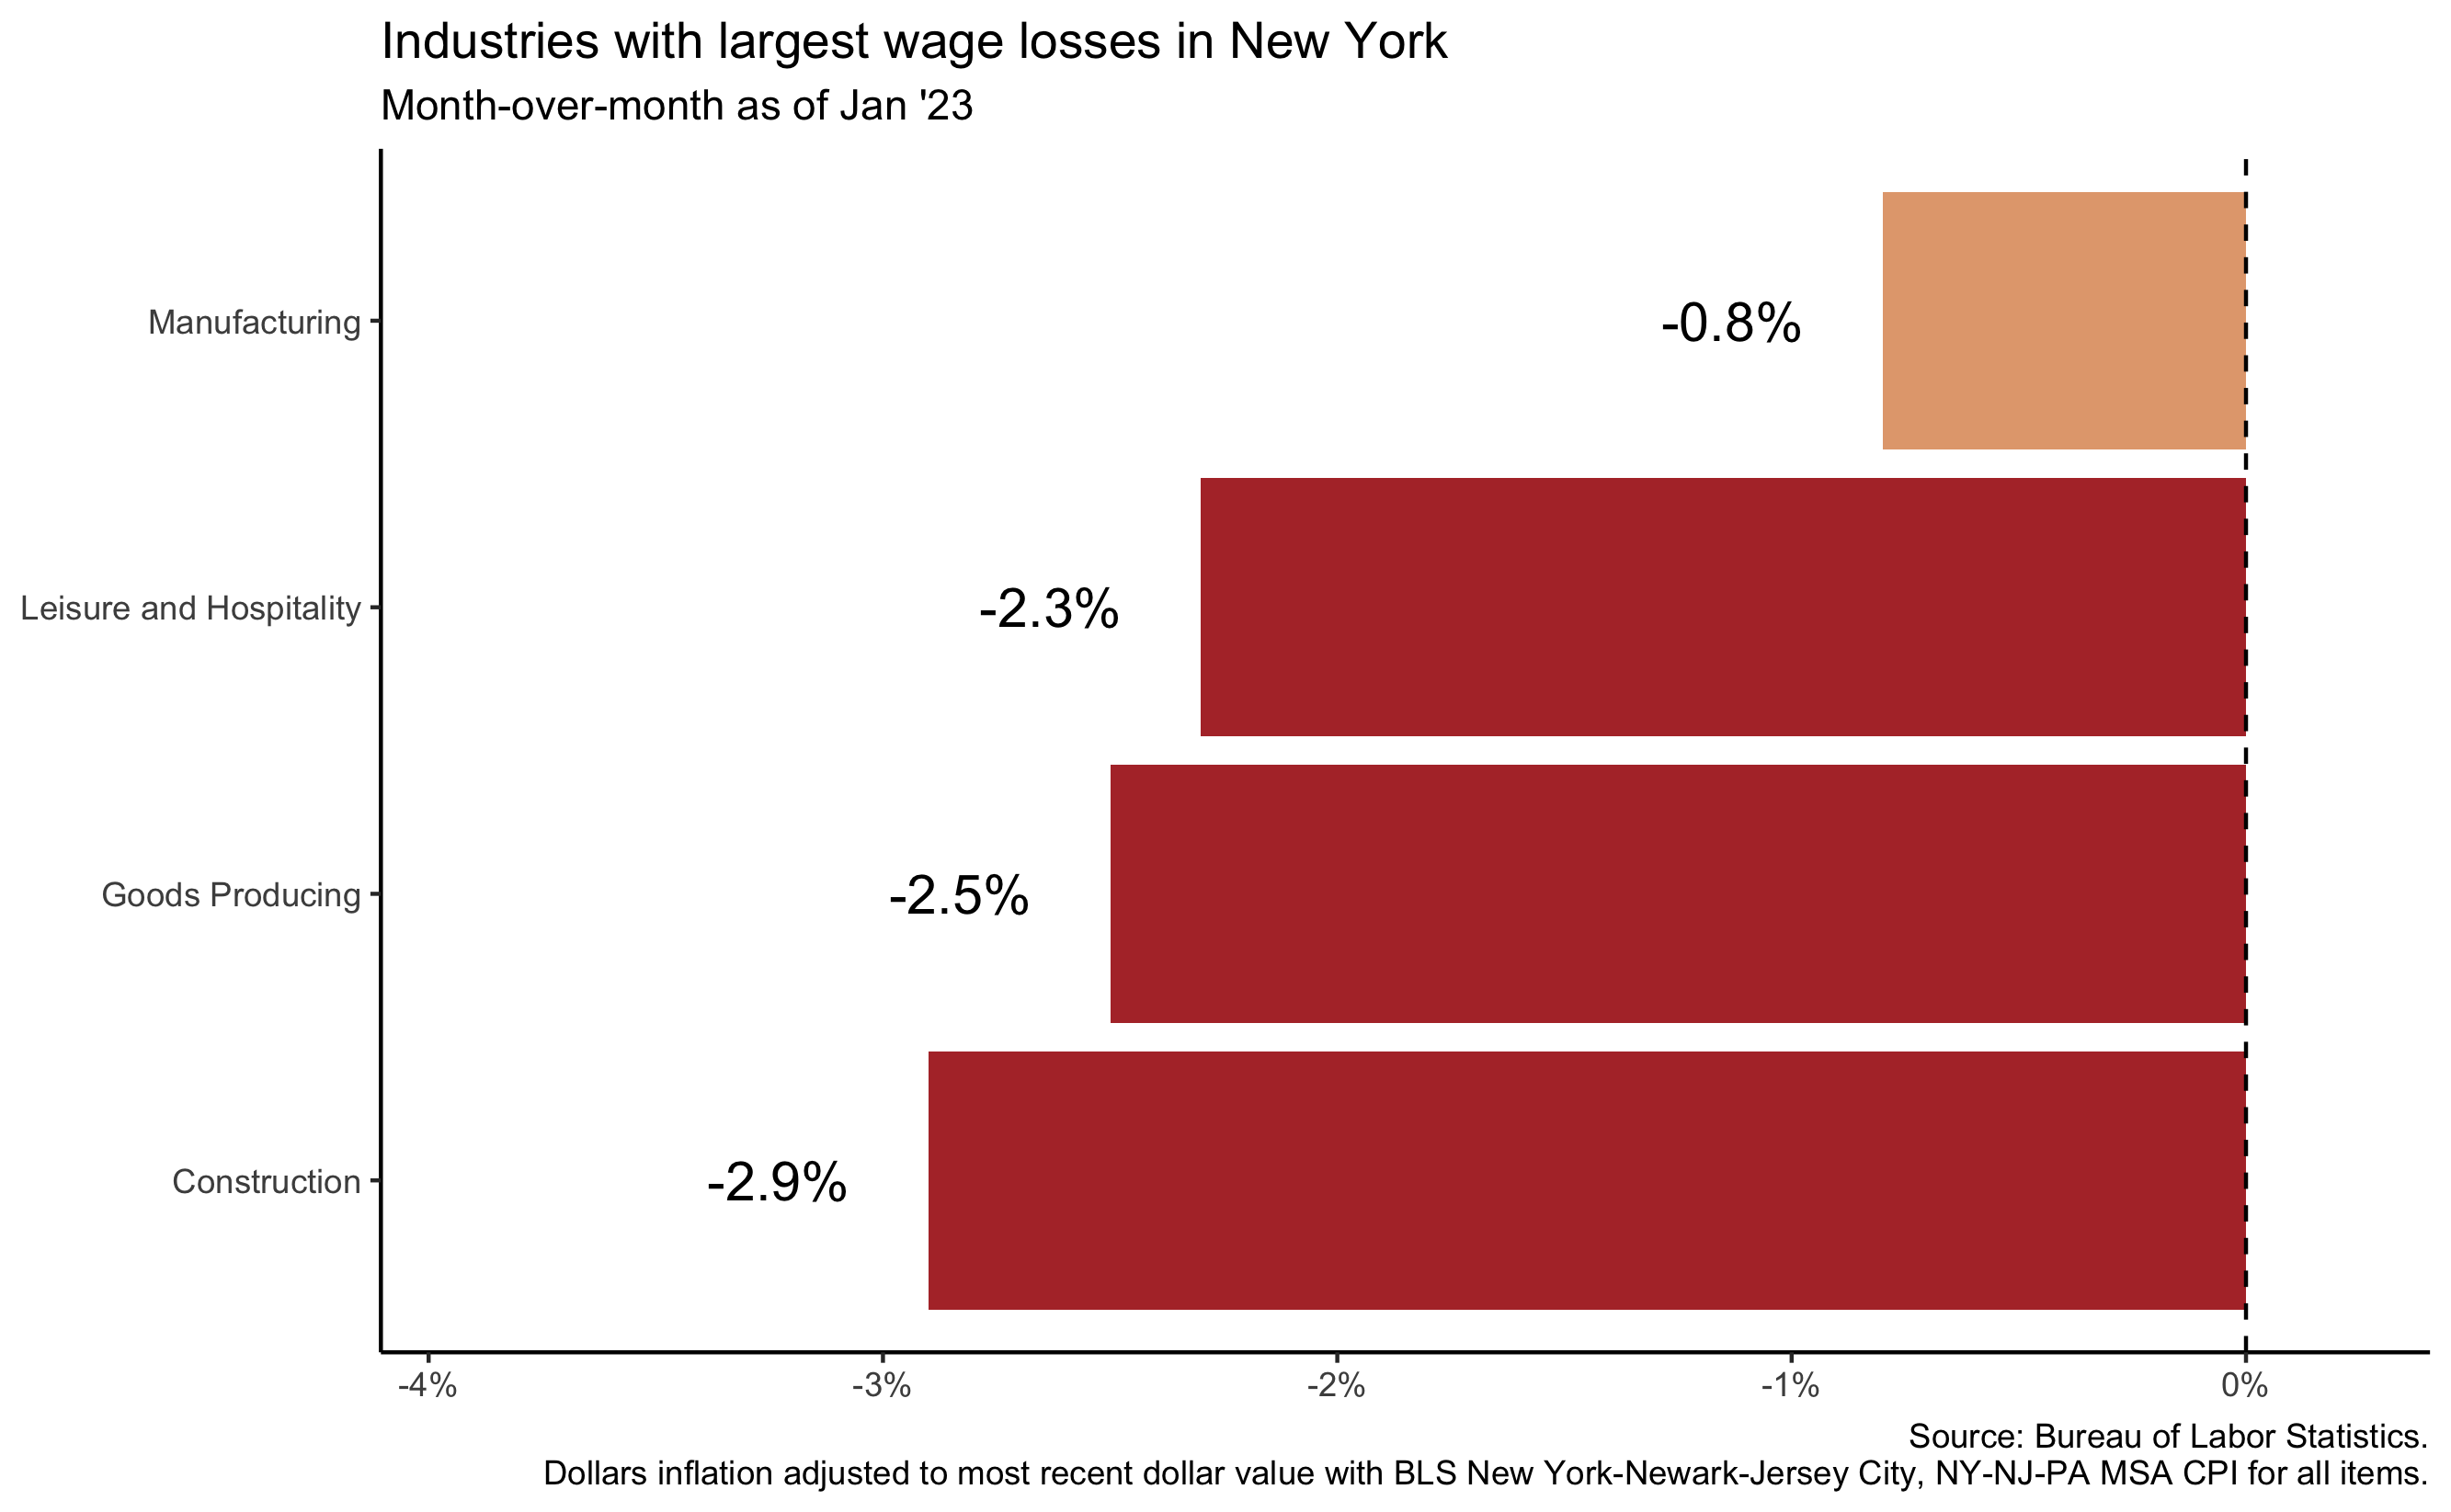 Industries with largest wage losses in New York
Month-over-month as of Jan '23
Manufacturing
-0.8%
Leisure and Hospitality
-2.3%
Goods Producing
-2.5%
Construction
-2.9%
-4%
-3%
-2%
-1%
0%
Source: Bureau of Labor Statistics.
Dollars inflation adjusted to most recent dollar value with BLS New York-Newark-Jersey City, NY-NJ-PA MSA CPI for all items.